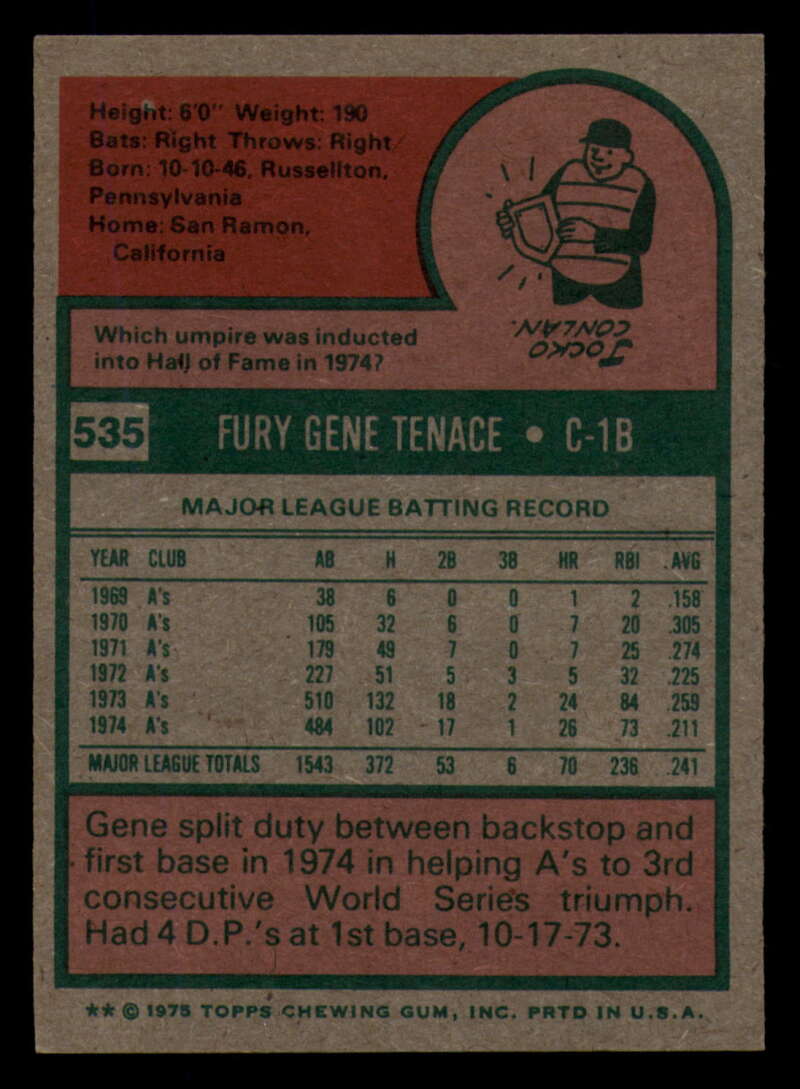 Height: 6'0" Weight: 190
Bats: Right Throws: Right
Born: 10-10-46, Russellton,
Pennsylvania
Home: San Ramon,
California
Which umpire was inducted
into Hall of Fame in 1974?
JOCKO
CONLAN.
535 FURY GENE TENACE • C-1B
MAJOR LEAGUE BATTING RECORD
YEAR CLUB AB H 2B 3B HR RBI AVG
1969 A's 38 6 0 0 1 2 .158
1970 A's 105 32 6 0 7 20 .305
1971 A's 179 49 7 0 7 25 .274
1972 A's 227 51 5 3 5 32 .225
1973 A's 510 132 18 2 24 84 .259
1974 A's 484 102 17 1 26 73 .211
MAJOR LEAGUE TOTALS 1543 372 53 6 70 236 .241
Gene split duty between backstop and
first base in 1974 in helping A's to 3rd
consecutive World Series triumph.
Had 4 D.P.'s at 1st base, 10-17-73.
** © 1975 TOPPS CHEWING GUM, INC. PRTD IN U.S.A.